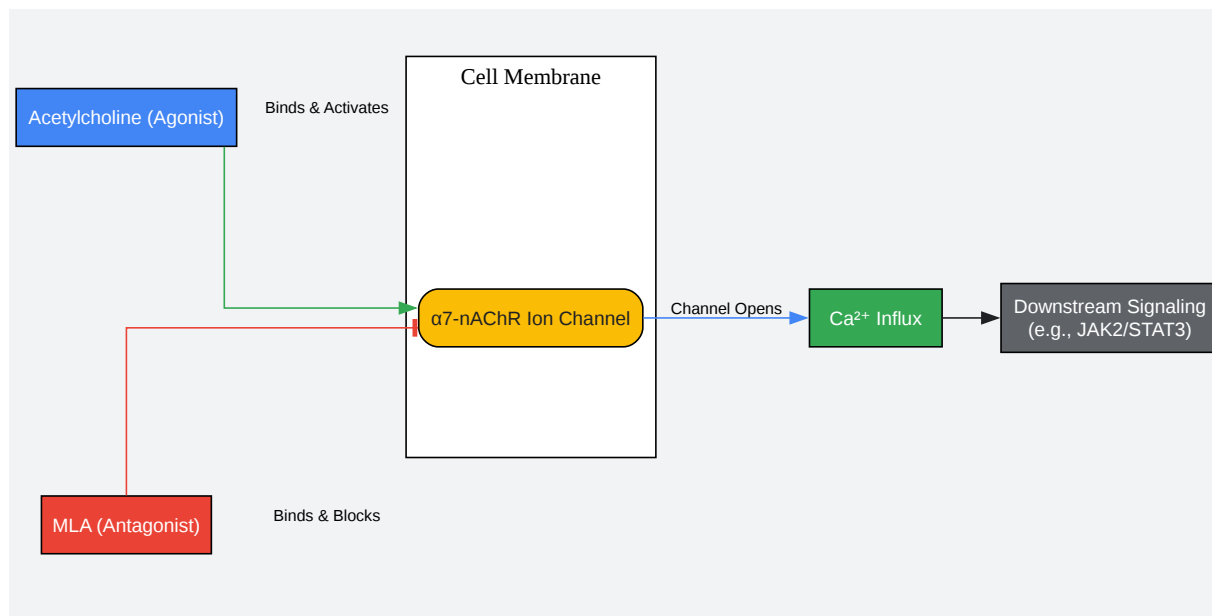 Cell Membrane
Acetylcholine (Agonist)
Binds & Activates
α7-nAChR Ion Channel
Channel Opens
Ca²⁺ Influx
Downstream Signaling
(e.g., JAK2/STAT3)
MLA (Antagonist)
Binds & Blocks